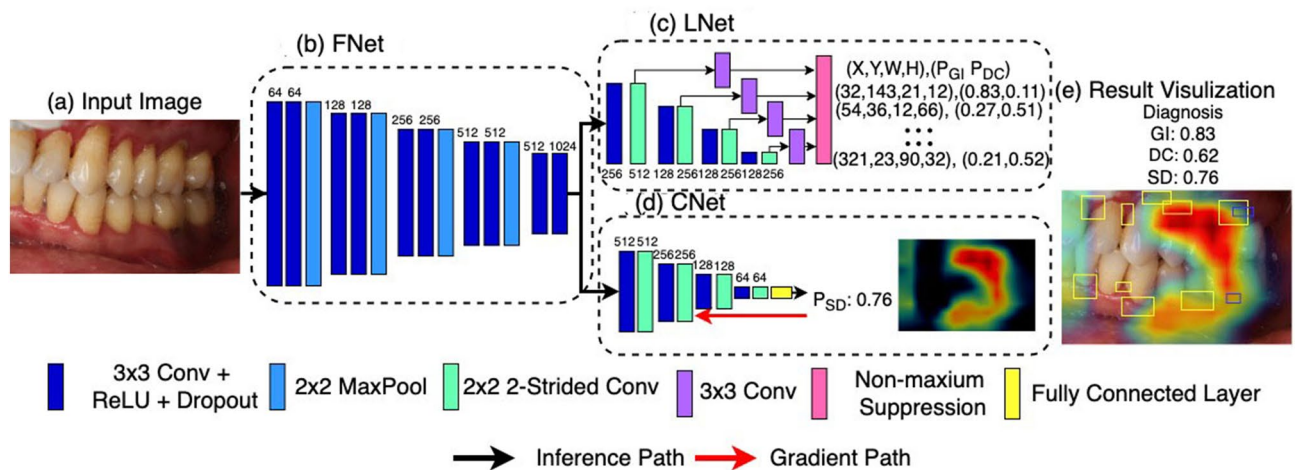 (a) Input Image
(b) FNet
64 64
128 128
256 256
512 512
512 1024
(c) LNet
256 512 128 256 128 256 128 256
(X,Y,W,H),(P_GI P_DC)
(32,143,21,12),(0.83,0.11)
(54,36,12,66), (0.27,0.51)
(321,23,90,32), (0.21,0.52)
(d) CNet
512 512
256 256
128 128
64 64
P_SD: 0.76
(e) Result Visulization
Diagnosis
GI: 0.83
DC: 0.62
SD: 0.76
3x3 Conv +
ReLU + Dropout
2x2 MaxPool
2x2 2-Strided Conv
3x3 Conv
Non-maxium
Suppression
Fully Connected Layer
Inference Path
Gradient Path